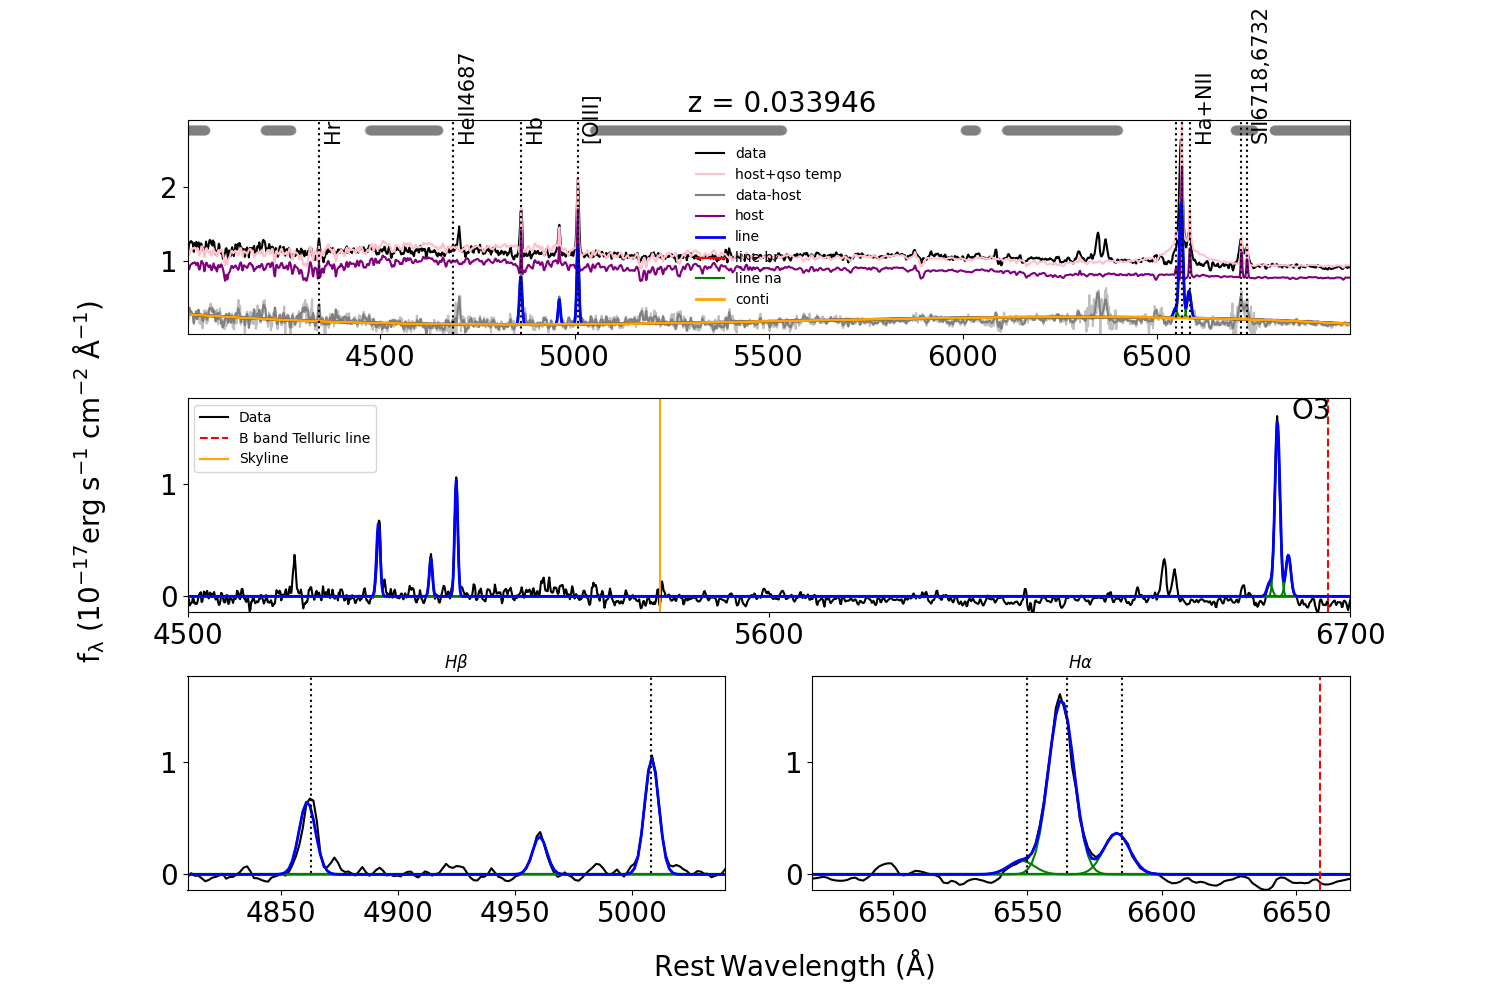 z = 0.033946
Hr
HeII4687
Hb
[OIII]
Ha+NII
SII6718,6732
data
host+qso temp
data-host
host
line
line br
line na
conti
2
1
4500 5000 5500 6000 6500
Data
B band Telluric line
Skyline
O3
1
0
4500 5600 6700
fλ (10⁻¹⁷erg s⁻¹ cm⁻² Å⁻¹)
Hβ
1
0
4850 4900 4950 5000
Hα
1
0
6500 6550 6600 6650
Rest Wavelength (Å)